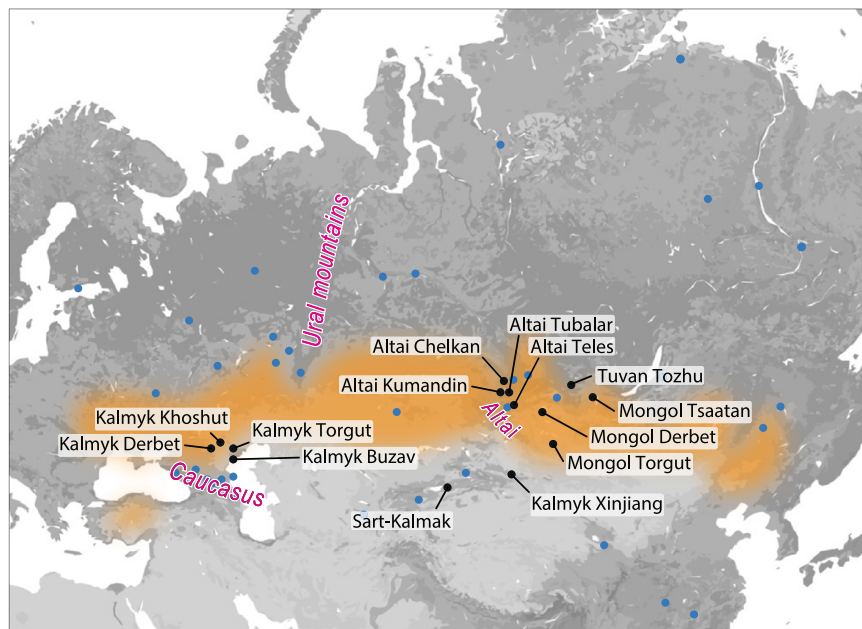 Ural mountains
Altai Tubalar
Altai Chelkan
Altai Teles
Tuvan Tozhu
Altai Kumandin
Altai
Mongol Tsaatan
Kalmyk Khoshut
Kalmyk Torgut
Mongol Derbet
Kalmyk Derbet
Kalmyk Buzav
Mongol Torgut
Caucasus
Kalmyk Xinjiang
Sart-Kalmak